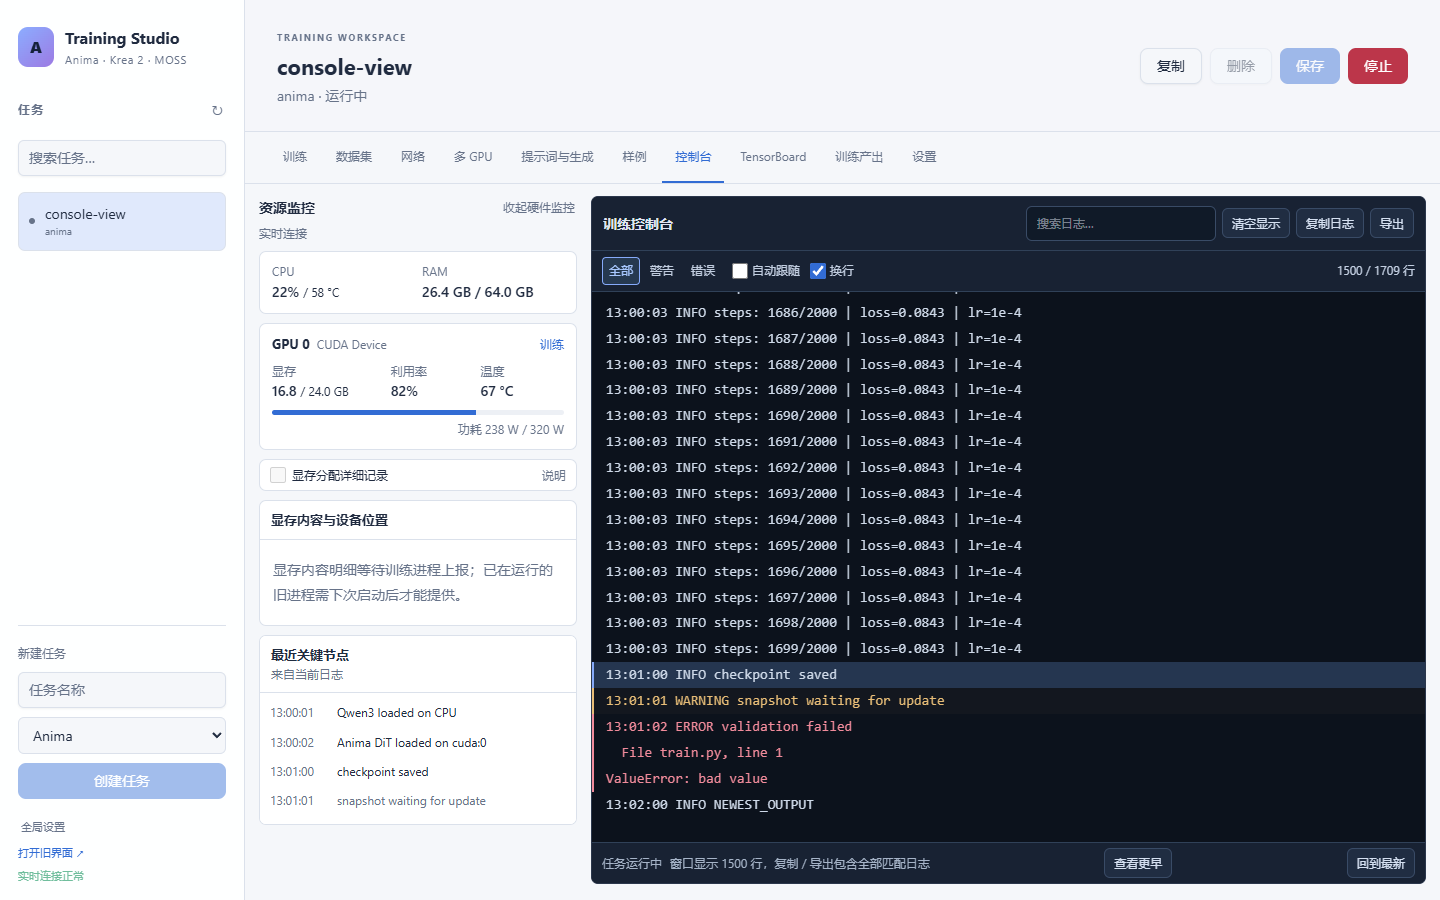 A
Training Studio
Anima · Krea 2 · MOSS
任务
↻
搜索任务...
console-view
anima
新建任务
任务名称
Anima
创建任务
全局设置
打开旧界面 ↗
实时连接正常
TRAINING WORKSPACE
console-view
anima · 运行中
复制
删除
保存
停止
训练 数据集 网络 多 GPU 提示词与生成 样例 控制台 TensorBoard 训练产出 设置
资源监控 收起硬件监控
实时连接
CPU RAM
22% / 58 °C 26.4 GB / 64.0 GB
GPU 0 CUDA Device 训练
显存 利用率 温度
16.8 / 24.0 GB 82% 67 °C
功耗 238 W / 320 W
显存分配详细记录 说明
显存内容与设备位置
显存内容明细等待训练进程上报；已在运行的
旧进程需下次启动后才能提供。
最近关键节点
来自当前日志
13:00:01 Qwen3 loaded on CPU
13:00:02 Anima DiT loaded on cuda:0
13:01:00 checkpoint saved
13:01:01 snapshot waiting for update
训练控制台 搜索日志... 清空显示 复制日志 导出
全部 警告 错误 自动跟随 换行 1500 / 1709 行
13:00:03 INFO steps: 1686/2000 | loss=0.0843 | lr=1e-4
13:00:03 INFO steps: 1687/2000 | loss=0.0843 | lr=1e-4
13:00:03 INFO steps: 1688/2000 | loss=0.0843 | lr=1e-4
13:00:03 INFO steps: 1689/2000 | loss=0.0843 | lr=1e-4
13:00:03 INFO steps: 1690/2000 | loss=0.0843 | lr=1e-4
13:00:03 INFO steps: 1691/2000 | loss=0.0843 | lr=1e-4
13:00:03 INFO steps: 1692/2000 | loss=0.0843 | lr=1e-4
13:00:03 INFO steps: 1693/2000 | loss=0.0843 | lr=1e-4
13:00:03 INFO steps: 1694/2000 | loss=0.0843 | lr=1e-4
13:00:03 INFO steps: 1695/2000 | loss=0.0843 | lr=1e-4
13:00:03 INFO steps: 1696/2000 | loss=0.0843 | lr=1e-4
13:00:03 INFO steps: 1697/2000 | loss=0.0843 | lr=1e-4
13:00:03 INFO steps: 1698/2000 | loss=0.0843 | lr=1e-4
13:00:03 INFO steps: 1699/2000 | loss=0.0843 | lr=1e-4
13:01:00 INFO checkpoint saved
13:01:01 WARNING snapshot waiting for update
13:01:02 ERROR validation failed
File train.py, line 1
ValueError: bad value
13:02:00 INFO NEWEST_OUTPUT
任务运行中 窗口显示 1500 行，复制 / 导出包含全部匹配日志 查看更早 回到最新